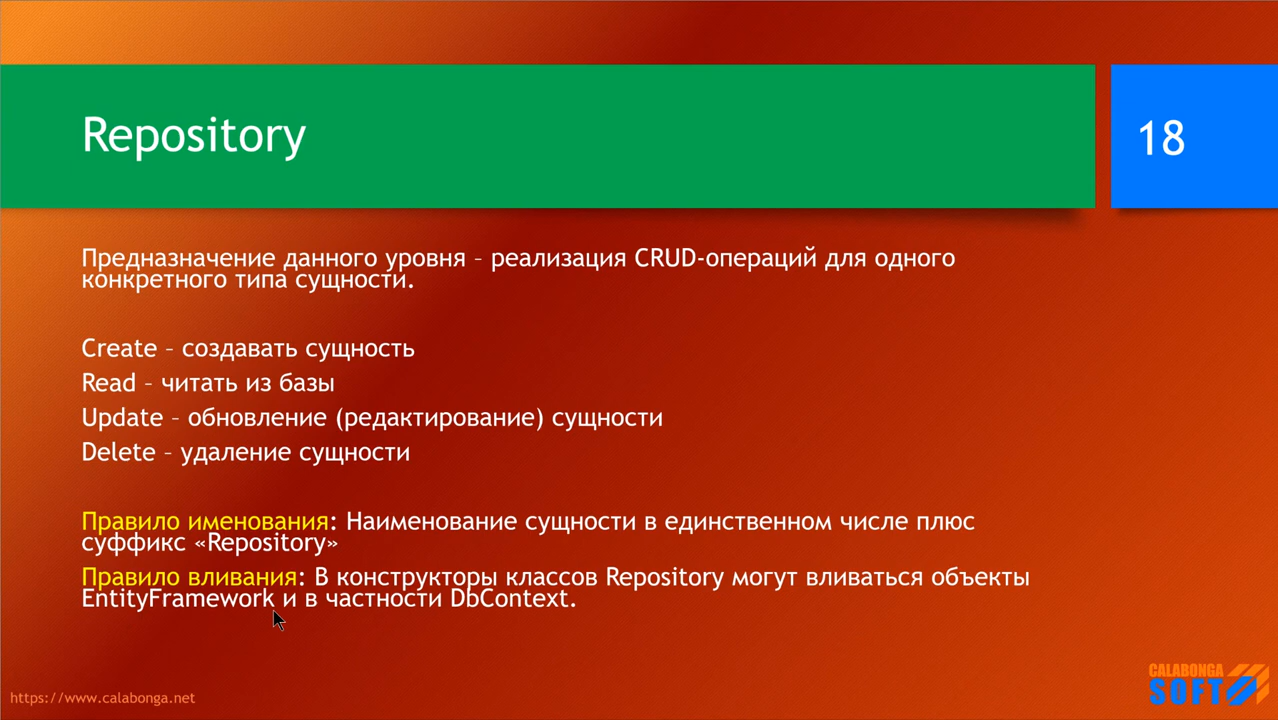 Repository
18
Предназначение данного уровня – реализация CRUD-операций для одного
конкретного типа сущности.
Create – создавать сущность
Read – читать из базы
Update – обновление (редактирование) сущности
Delete – удаление сущности
Правило именования: Наименование сущности в единственном числе плюс
суффикс «Repository»
Правило вливания: В конструкторы классов Repository могут вливаться объекты
EntityFramework и в частности DbContext.
https://www.calabonga.net
CALABONGA
SOFT